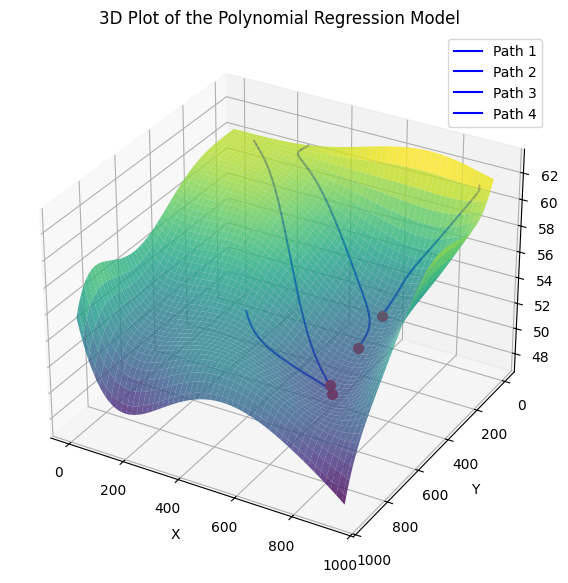 3D Plot of the Polynomial Regression Model
Path 1
Path 2
Path 3
Path 4
62
60
58
56
54
52
50
48
0
200
400
600
800
1000
X
0
200
400
600
800
1000
Y